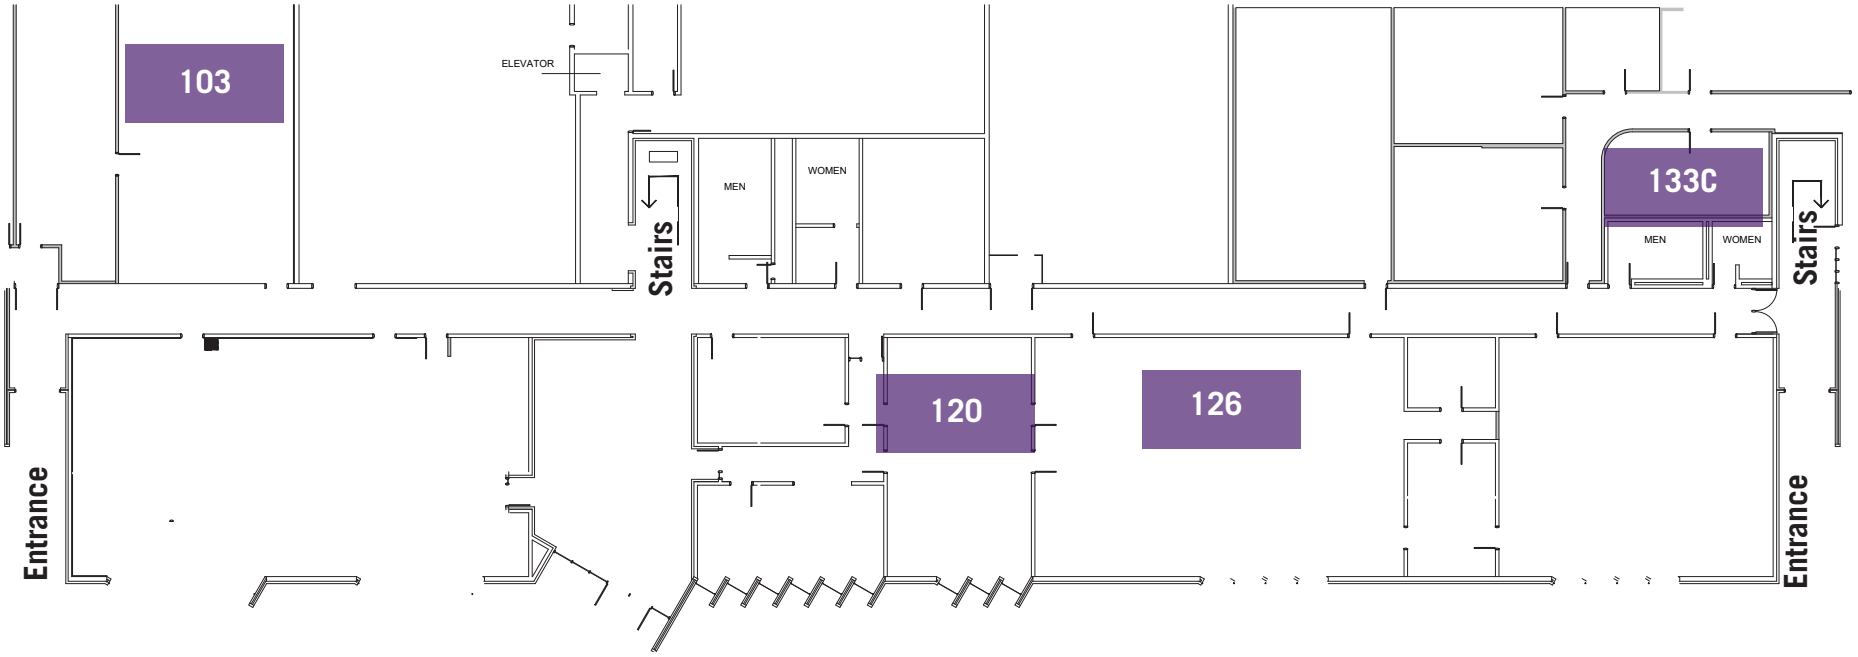 103
ELEVATOR
MEN
WOMEN
Stairs
133C
MEN
WOMEN
Stairs
120
126
Entrance
Entrance